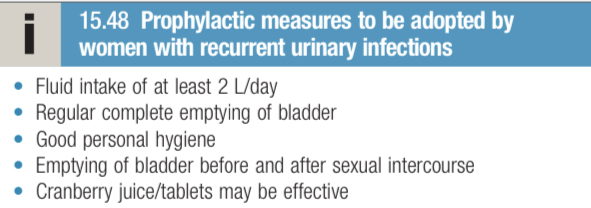 i
15.48 Prophylactic measures to be adopted by
women with recurrent urinary infections
• Fluid intake of at least 2 L/day
• Regular complete emptying of bladder
• Good personal hygiene
• Emptying of bladder before and after sexual intercourse
• Cranberry juice/tablets may be effective